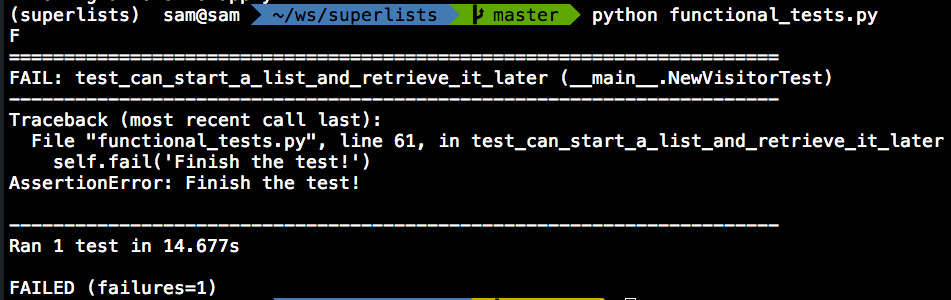 (superlists) sam@sam ~/ws/superlists master python functional_tests.py
F
======================================================================
FAIL: test_can_start_a_list_and_retrieve_it_later (__main__.NewVisitorTest)
----------------------------------------------------------------------
Traceback (most recent call last):
  File "functional_tests.py", line 61, in test_can_start_a_list_and_retrieve_it_later
    self.fail('Finish the test!')
AssertionError: Finish the test!
----------------------------------------------------------------------
Ran 1 test in 14.677s
FAILED (failures=1)